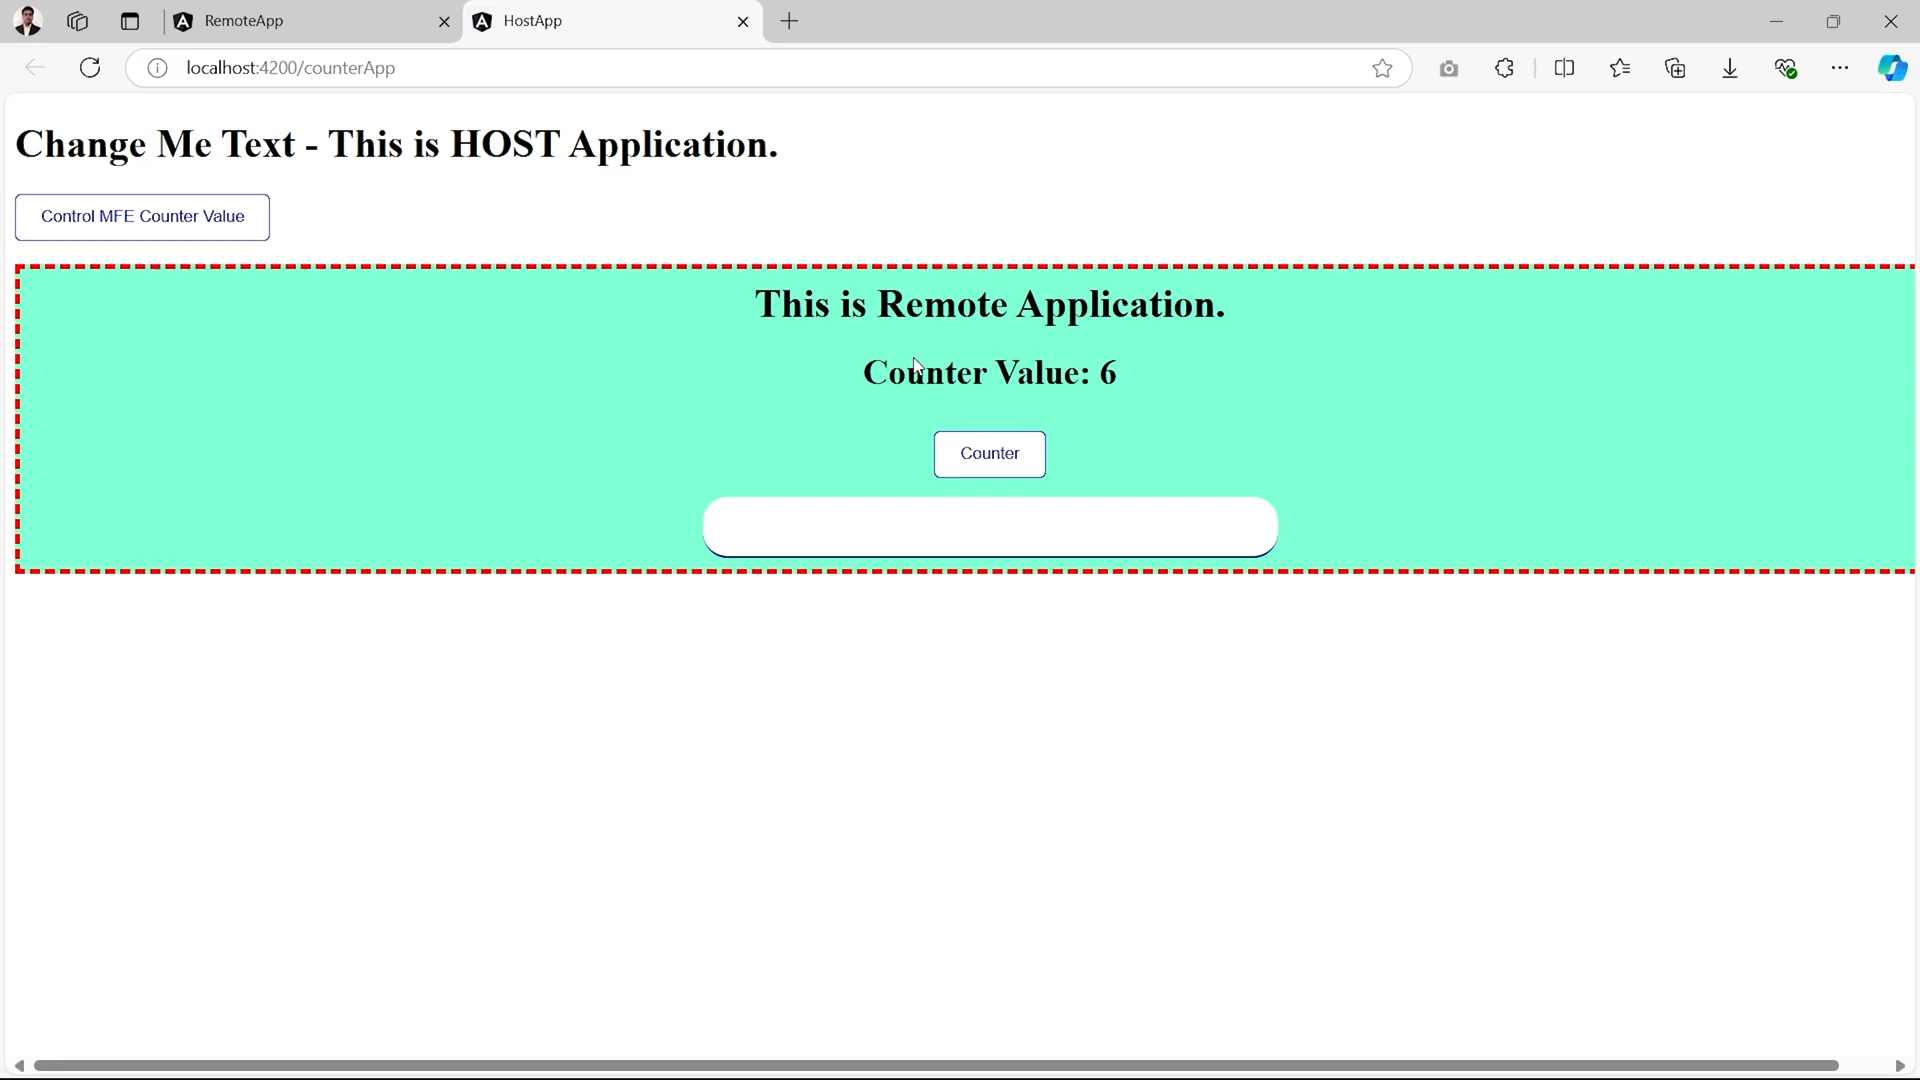 RemoteApp
HostApp
localhost:4200/counterApp
Change Me Text - This is HOST Application.
Control MFE Counter Value
This is Remote Application.
Counter Value: 6
Counter